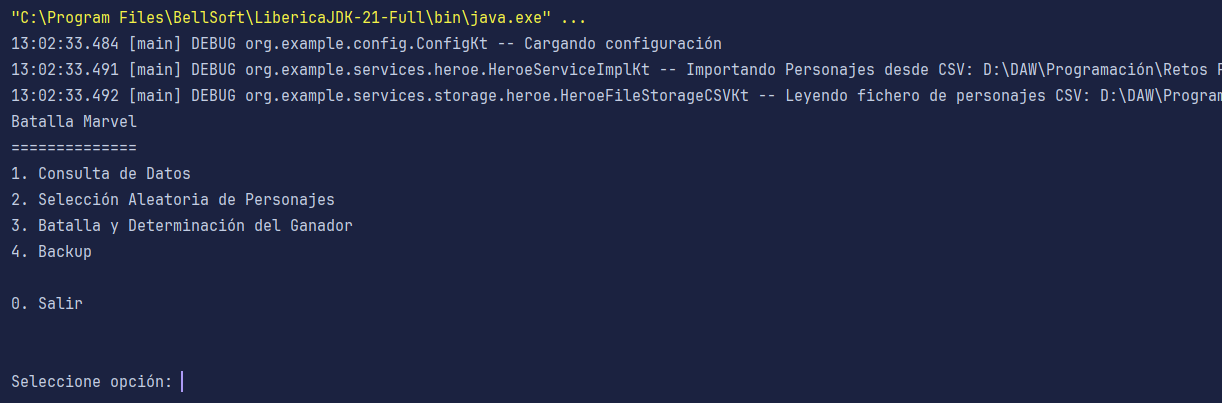 "C:\Program Files\BellSoft\LibericaJDK-21-Full\bin\java.exe" ...
13:02:33.484 [main] DEBUG org.example.config.ConfigKt -- Cargando configuración
13:02:33.491 [main] DEBUG org.example.services.heroe.HeroeServiceImplKt -- Importando Personajes desde CSV: D:\DAW\Programación\Retos
13:02:33.492 [main] DEBUG org.example.services.storage.heroe.HeroeFileStorageCSVKt -- Leyendo fichero de personajes CSV: D:\DAW\Program
Batalla Marvel
==============
1. Consulta de Datos
2. Selección Aleatoria de Personajes
3. Batalla y Determinación del Ganador
4. Backup
0. Salir
Seleccione opción: